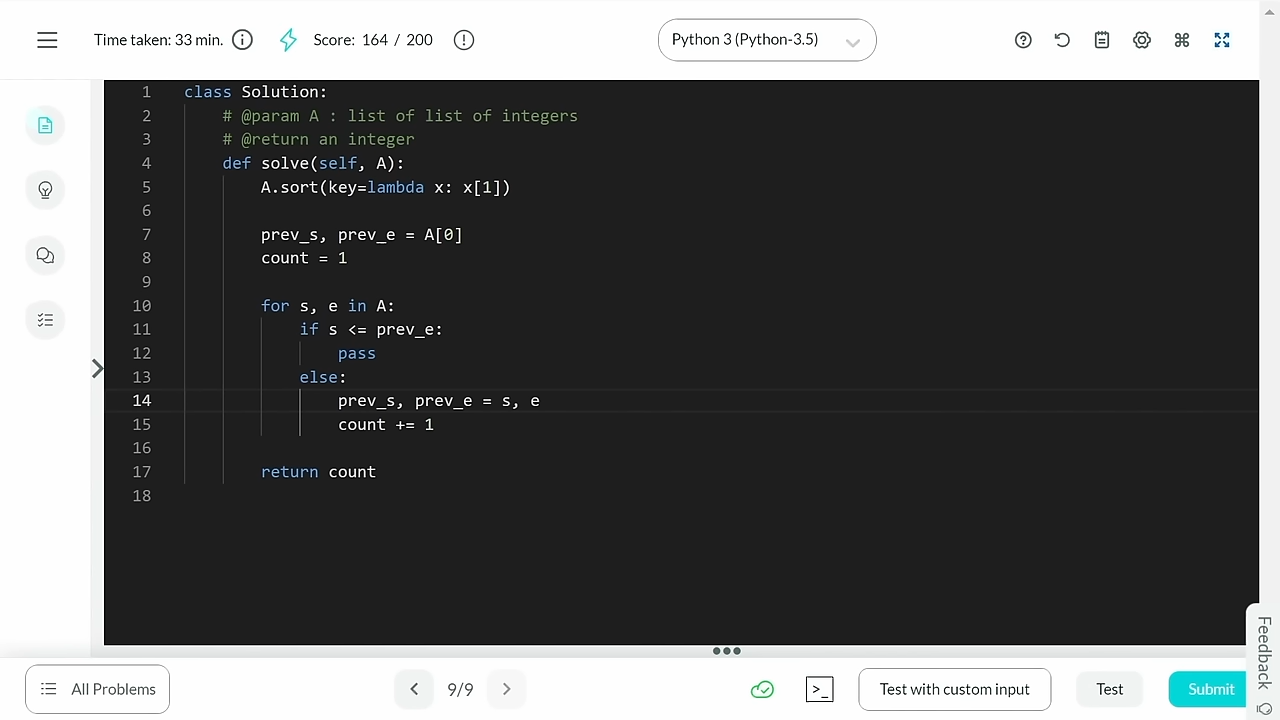 Time taken: 33 min. Score: 164 / 200 Python 3 (Python-3.5)
1 class Solution:
2 # @param A : list of list of integers
3 # @return an integer
4 def solve(self, A):
5 A.sort(key=lambda x: x[1])
6
7 prev_s, prev_e = A[0]
8 count = 1
9
10 for s, e in A:
11 if s <= prev_e:
12 pass
13 else:
14 prev_s, prev_e = s, e
15 count += 1
16
17 return count
18
Feedback
All Problems 9/9 >_ Test with custom input Test Submit